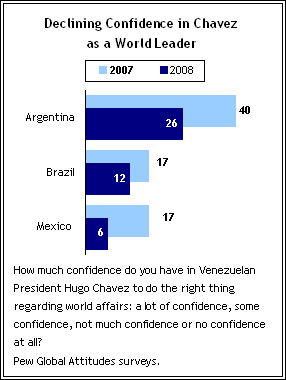 Declining Confidence in Chavez
as a World Leader
2007 2008
Argentina 40
26
Brazil 17
12
Mexico 17
6
How much confidence do you have in Venezuelan
President Hugo Chavez to do the right thing
regarding world affairs: a lot of confidence, some
confidence, not much confidence or no confidence
at all?
Pew Global Attitudes surveys.